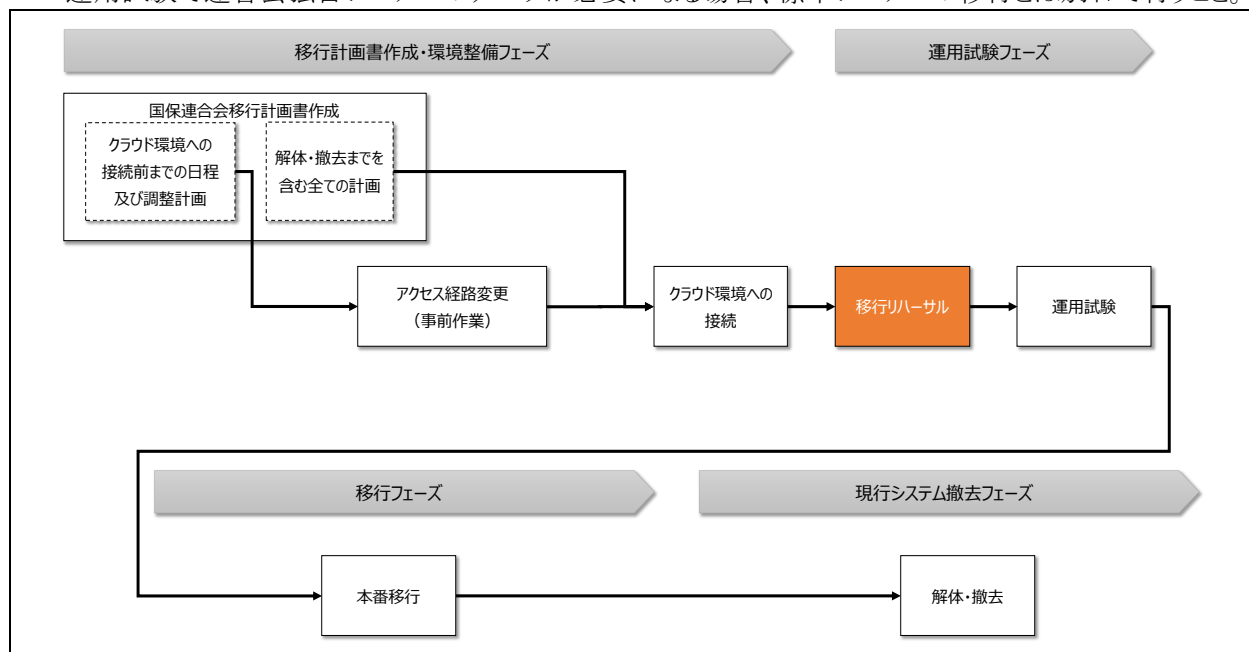 移行計画書作成・環境整備フェーズ
運用試験フェーズ
国保連合会移行計画書作成
クラウド環境への
接続前までの日程
及び調整計画
解体・撤去までを
含む全ての計画
アクセス経路変更
（事前作業）
クラウド環境への
接続
移行リハーサル
運用試験
移行フェーズ
現行システム撤去フェーズ
本番移行
解体・撤去